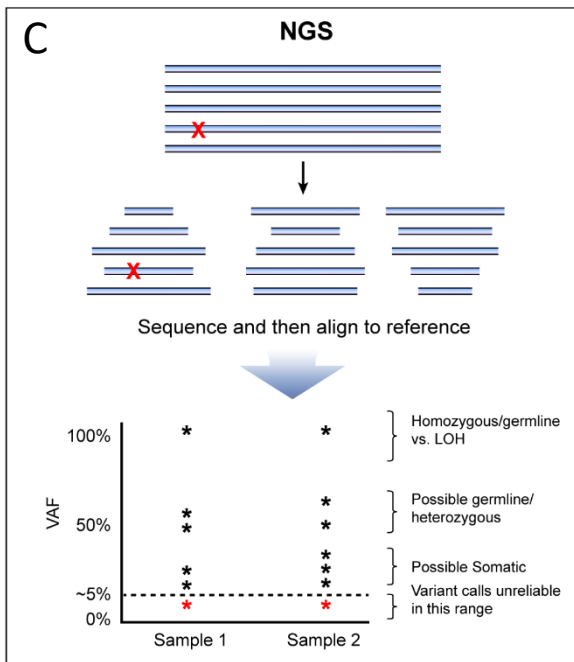 C
NGS
X
X
Sequence and then align to reference
VAF
100%
50%
~5%
0%
*
*
*
*
*
*
*
*
*
*
*
*
*
Homozygous/germline
vs. LOH
Possible germline/
heterozygous
Possible Somatic
Variant calls unreliable
in this range
Sample 1
Sample 2